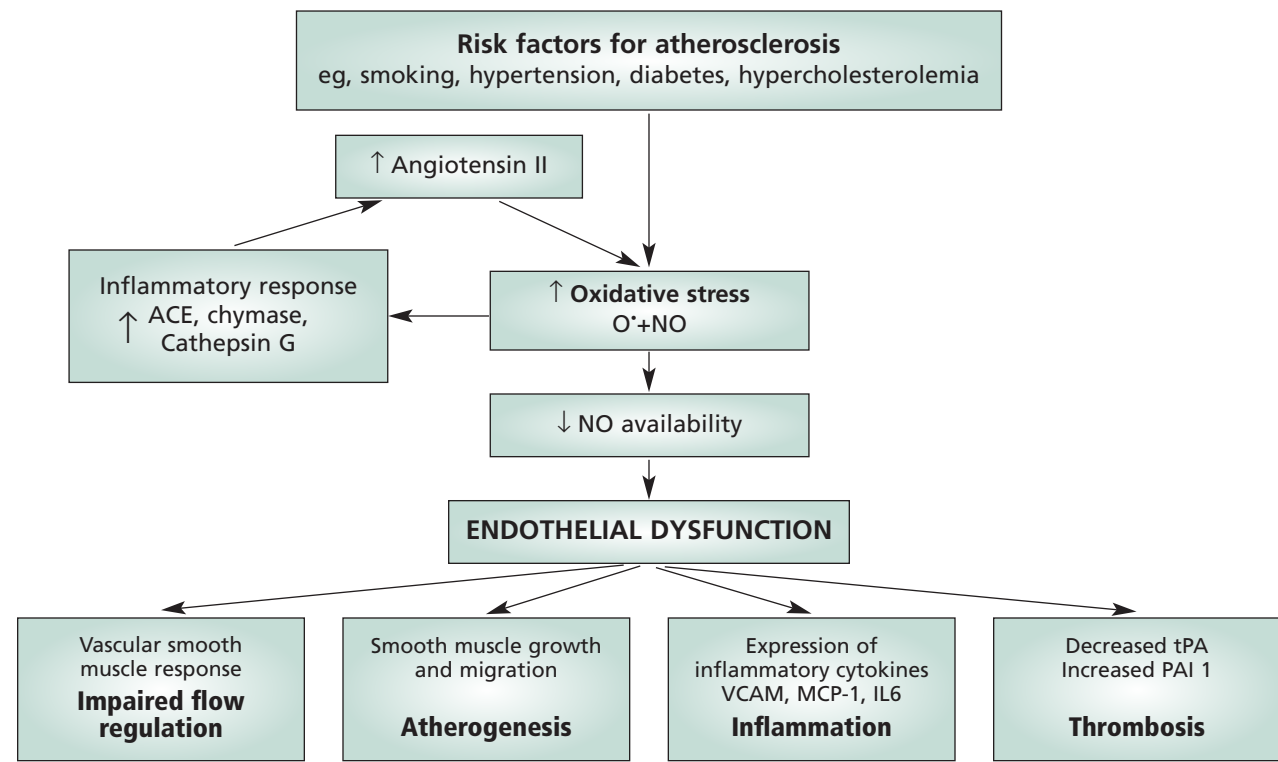 Risk factors for atherosclerosis
eg, smoking, hypertension, diabetes, hypercholesterolemia
↑ Angiotensin II
Inflammatory response
↑ ACE, chymase,
Cathepsin G
↑ Oxidative stress
O•+NO
↓ NO availability
ENDOTHELIAL DYSFUNCTION
Vascular smooth
muscle response
Impaired flow
regulation
Smooth muscle growth
and migration
Atherogenesis
Expression of
inflammatory cytokines
VCAM, MCP-1, IL6
Inflammation
Decreased tPA
Increased PAI 1
Thrombosis